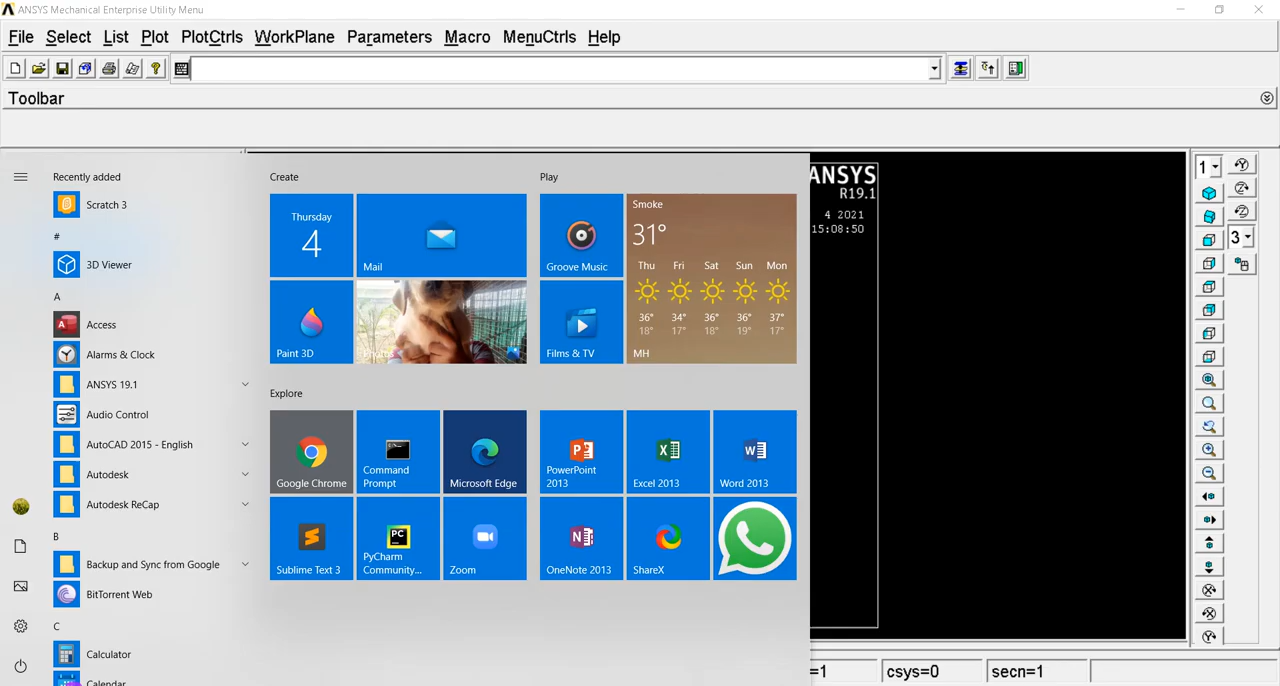 ANSYS Mechanical Enterprise Utility Menu
File Select List Plot PlotCtrls WorkPlane Parameters Macro MenuCtrls Help
Toolbar
Recently added
Scratch 3
#
3D Viewer
A
Access
Alarms & Clock
ANSYS 19.1
Audio Control
AutoCAD 2015 - English
Autodesk
Autodesk ReCap
B
Backup and Sync from Google
BitTorrent Web
C
Calculator
Calendar
Create
Thursday
4
Mail
Paint 3D
Photos
Play
Groove Music
Films & TV
Smoke
31°
Thu Fri Sat Sun Mon
36° 34° 36° 36° 37°
18° 17° 18° 19° 17°
MH
Explore
Google Chrome
Command
Prompt
Microsoft Edge
PowerPoint
2013
Excel 2013
Word 2013
Sublime Text 3
PyCharm
Community...
Zoom
OneNote 2013
ShareX
ANSYS
R19.1
4 2021
15:08:50
1
3
=1
csys=0
secn=1